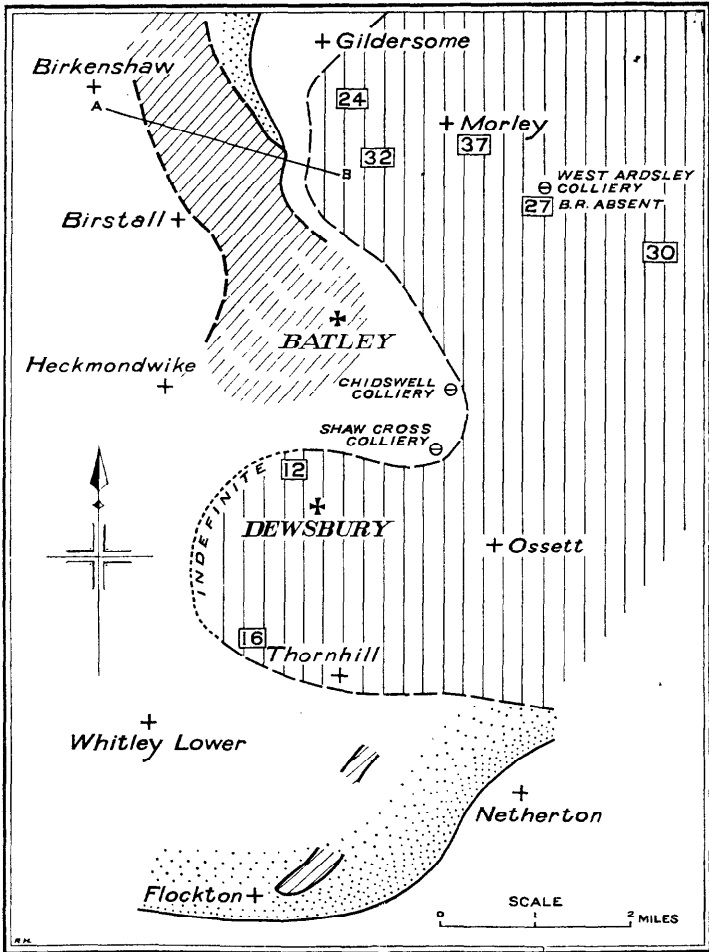 Gildersome
Birkenshaw
A
24
Morley
37
32
B
WEST ARDSLEY
COLLIERY
27 B.R. ABSENT
Birstall
30
BATLEY
Heckmondwike
CHIDSWELL
COLLIERY
SHAW CROSS
COLLIERY
12
INDEFINITE
DEWSBURY
Ossett
16
Thornhill
Whitley Lower
Netherton
Flockton
SCALE
0 1 2 MILES
R.H.